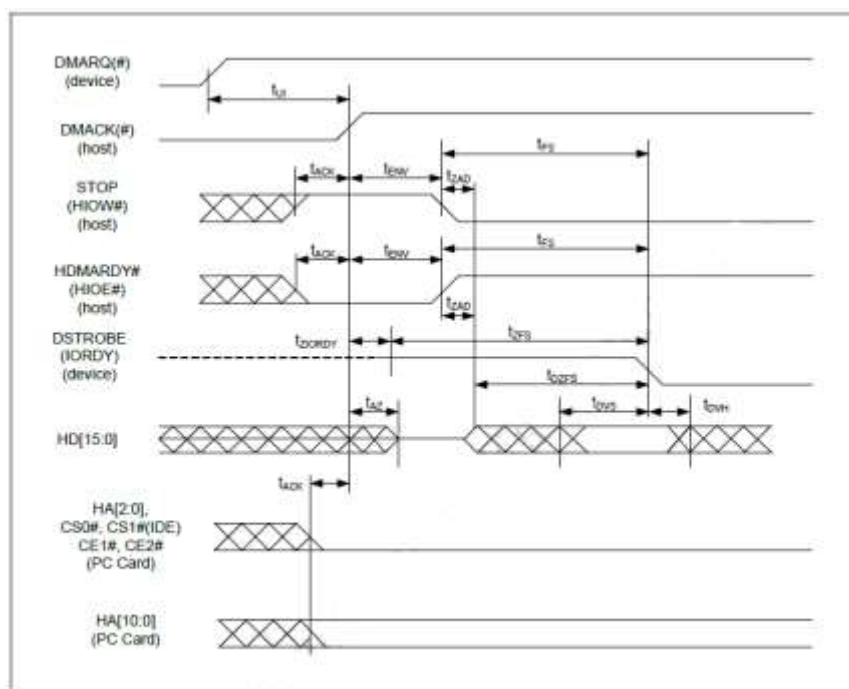 DMARQ(#)
(device)
tUI
DMACK(#)
(host)
tFS
tACK tENV
tZAD
STOP
(HIOW#)
(host)
tFS
tACK tENV
HDMARDY#
(HIOE#)
(host)
tZAD
tZIORDY tZFS
DSTROBE
(IORDY)
(device)
tDZFS
tAZ tDVS tDVH
HD[15:0]
tACK
HA[2:0],
CS0#, CS1#(IDE)
CE1#, CE2#
(PC Card)
HA[10:0]
(PC Card)